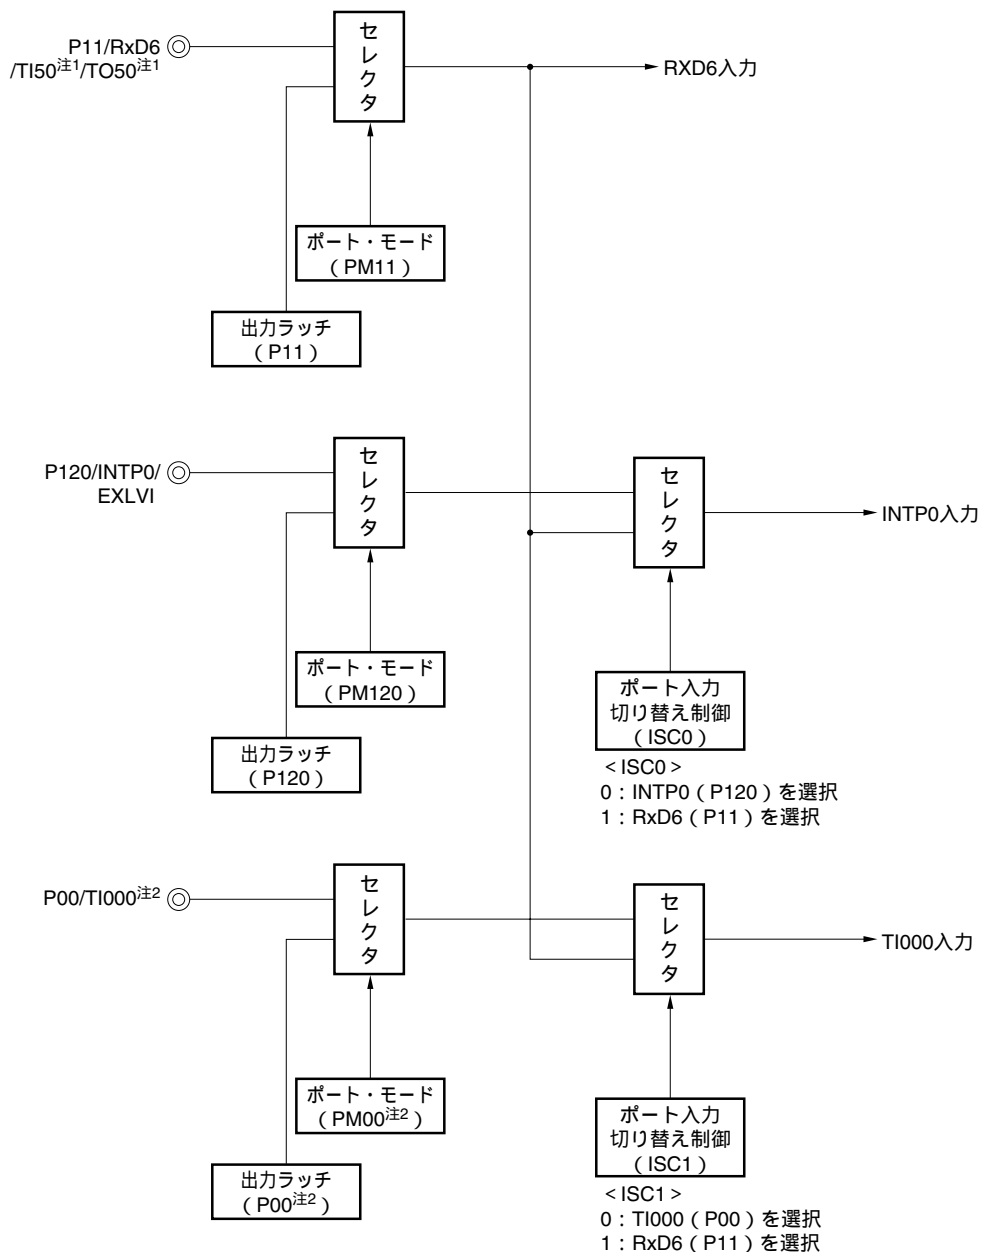 P11/RxD6
/TI50注1/TO50注1
セレクタ
RXD6入力
ポート・モード
(PM11)
出力ラッチ
(P11)
P120/INTP0/
EXLVI
セレクタ
セレクタ
INTP0入力
ポート・モード
(PM120)
出力ラッチ
(P120)
ポート入力
切り替え制御
(ISC0)
<ISC0>
0:INTP0(P120)を選択
1:RxD6(P11)を選択
P00/TI000注2
セレクタ
セレクタ
TI000入力
ポート・モード
(PM00注2)
出力ラッチ
(P00注2)
ポート入力
切り替え制御
(ISC1)
<ISC1>
0:TI000(P00)を選択
1:RxD6(P11)を選択